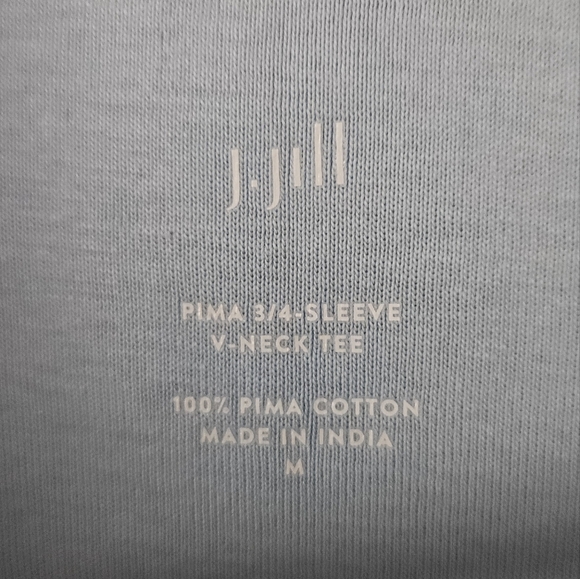 J.Jill
PIMA 3/4-SLEEVE
V-NECK TEE
100% PIMA COTTON
MADE IN INDIA
M